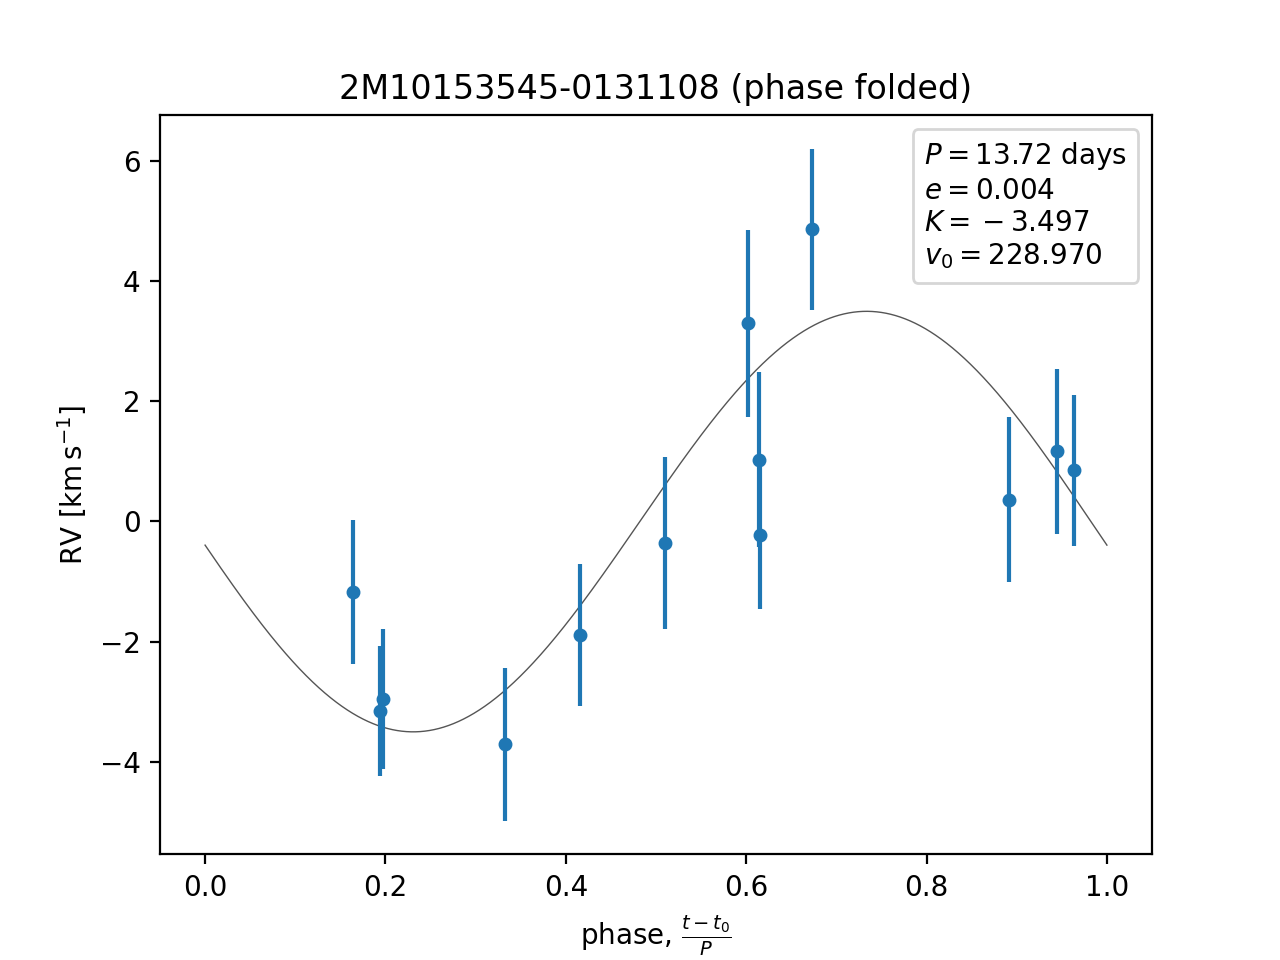 2M10153545-0131108 (phase folded)
P = 13.72 days
e = 0.004
K = −3.497
v₀ = 228.970
6
4
2
0
−2
−4
RV [km s⁻¹]
0.0 0.2 0.4 0.6 0.8 1.0
phase, (t − t₀)/P